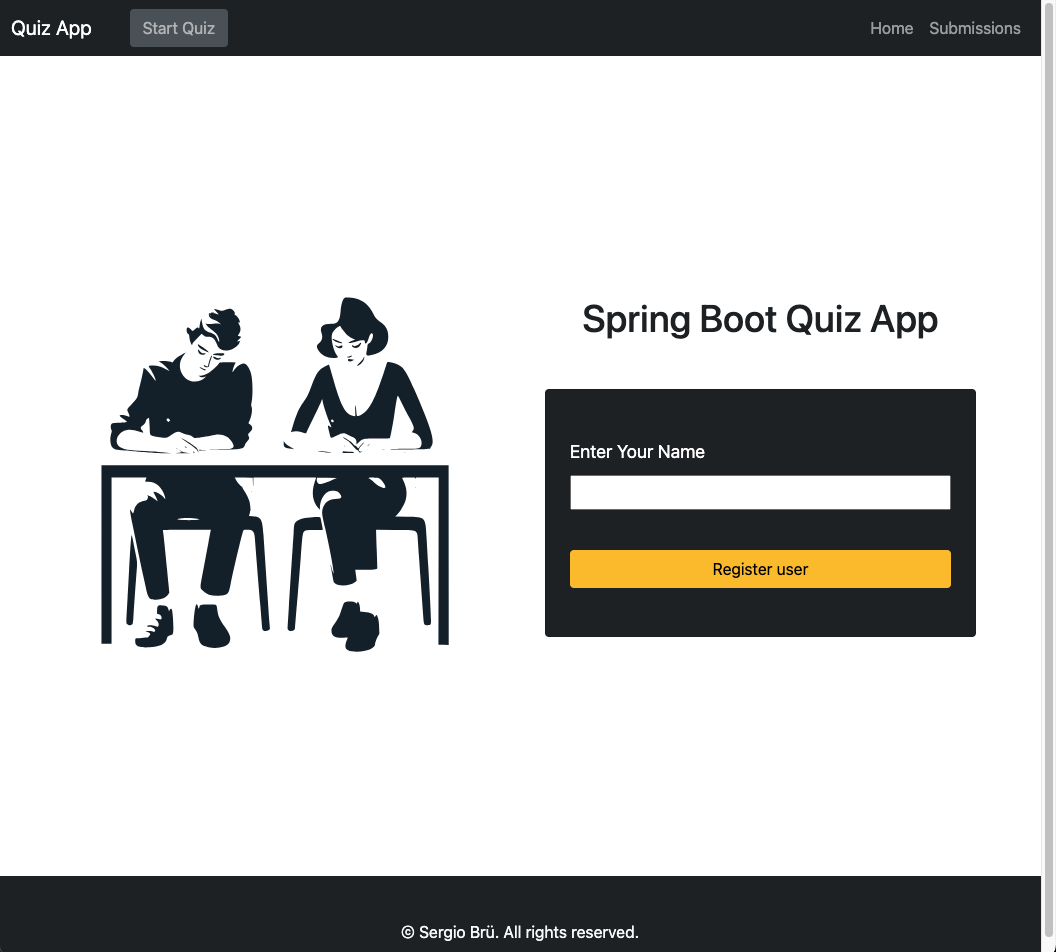 Quiz App
Start Quiz
Home
Submissions
Spring Boot Quiz App
Enter Your Name
Register user
© Sergio Brü. All rights reserved.